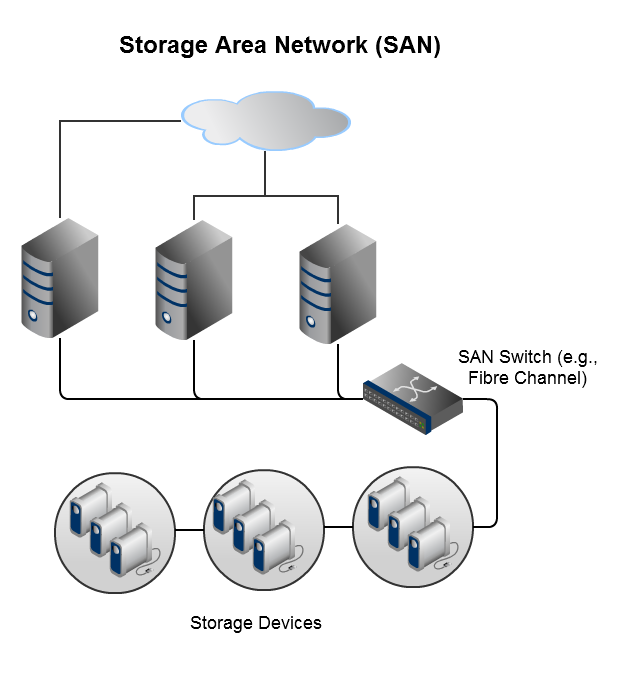 Storage Area Network (SAN)
SAN Switch (e.g.,
Fibre Channel)
Storage Devices